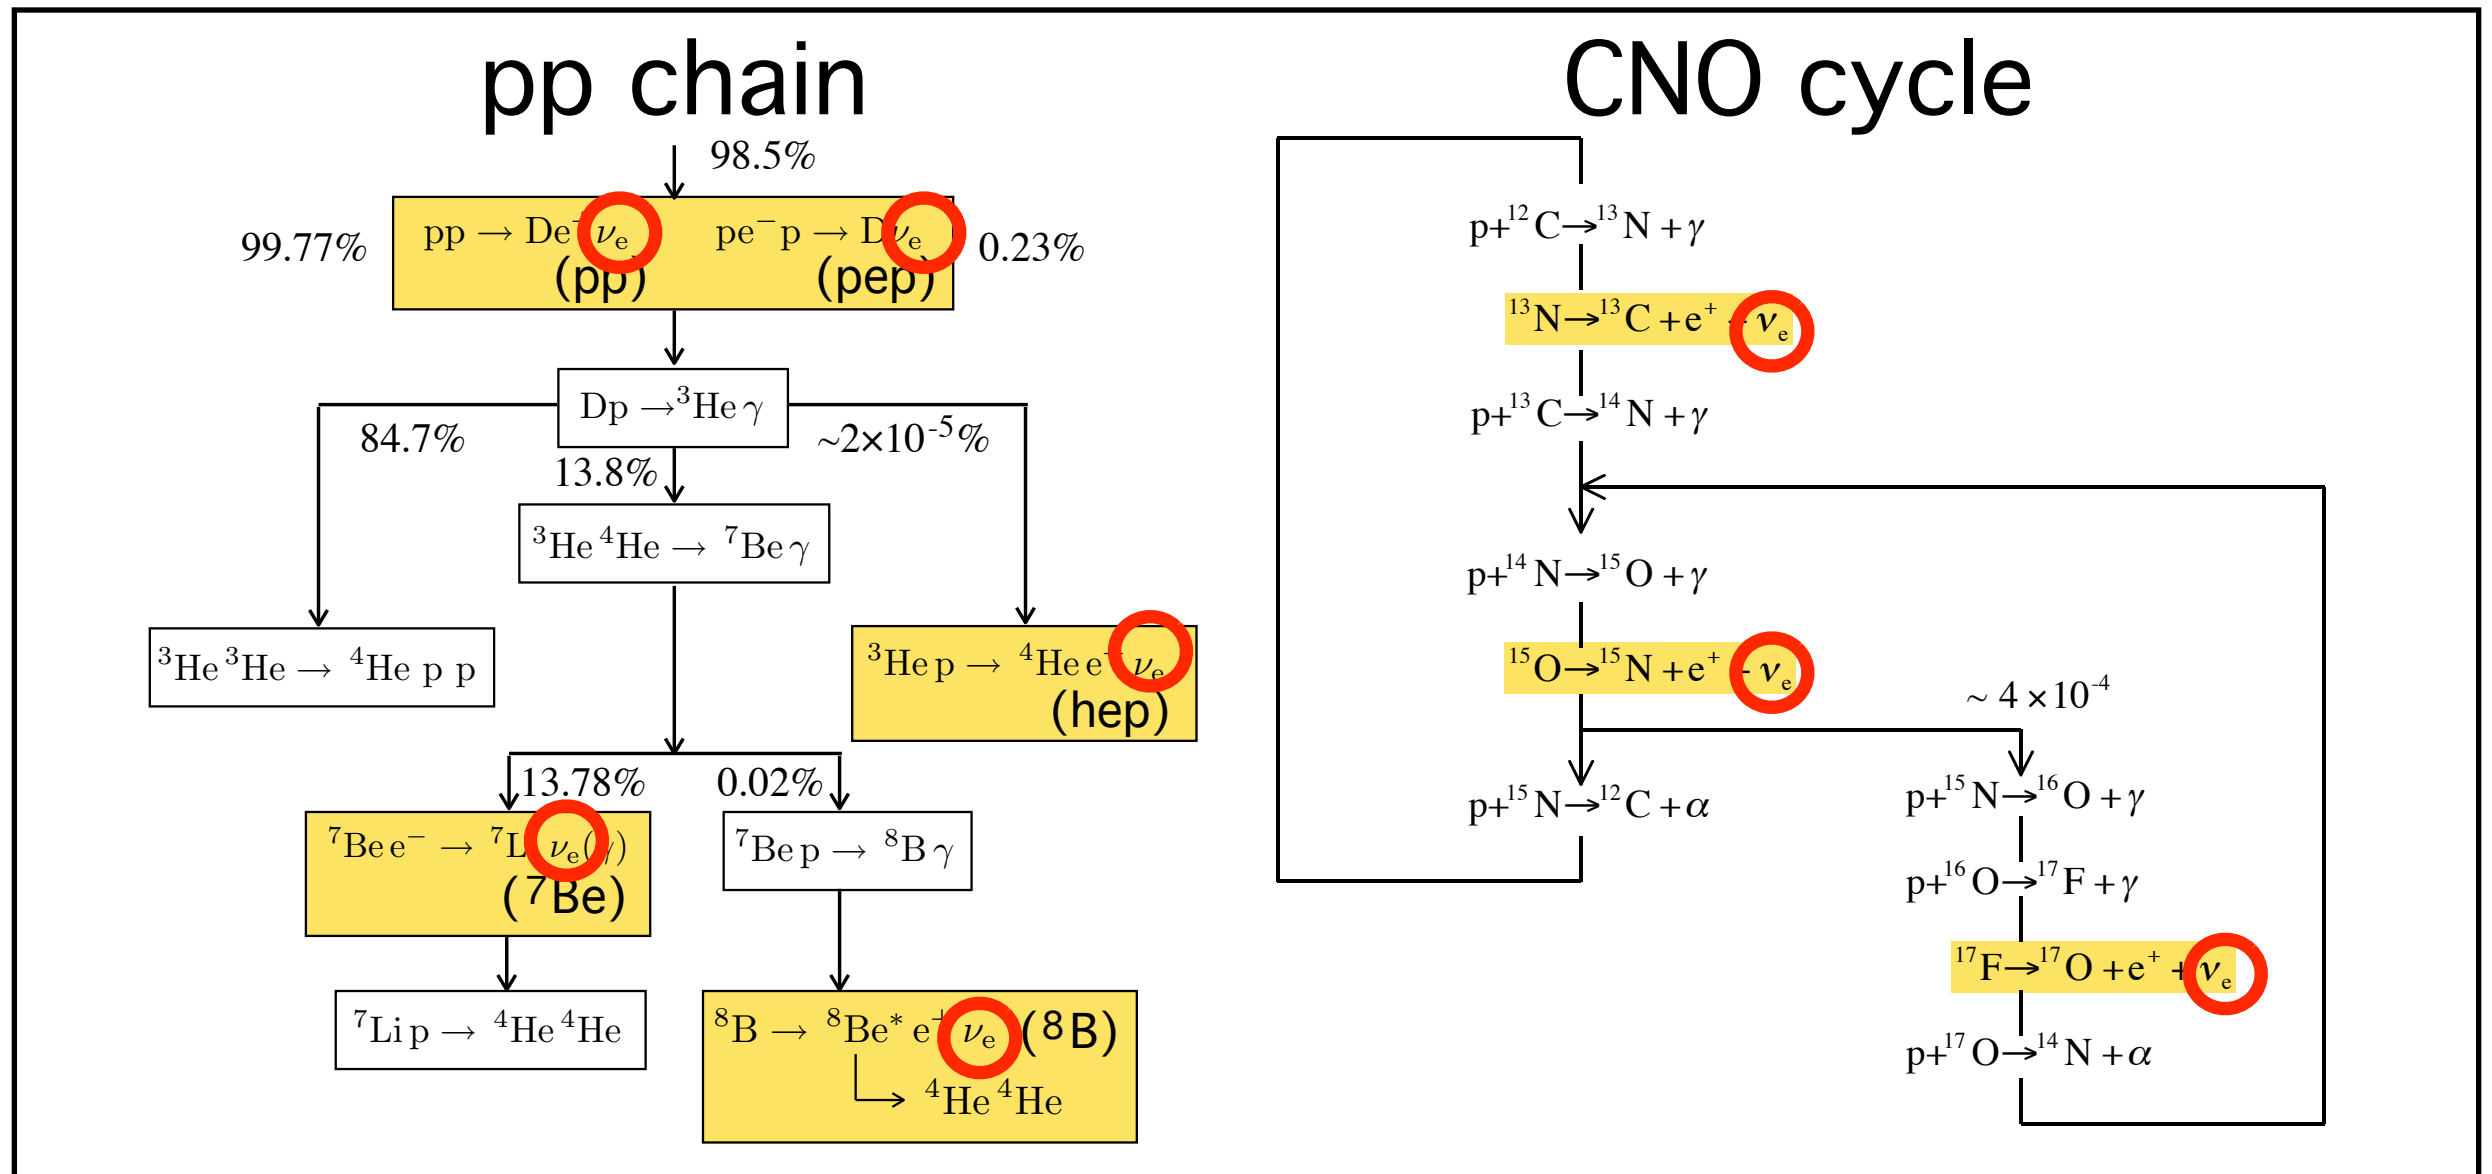 pp chain
98.5%
99.77%
pp → De⁺ νₑ
(pp)
pe⁻p → Dνₑ
(pep)
0.23%
Dp →³He γ
84.7%
13.8%
~2×10⁻⁵%
³He ⁴He → ⁷Be γ
³He ³He → ⁴He p p
³He p → ⁴He e⁺ νₑ
(hep)
13.78%
0.02%
⁷Be e⁻ → ⁷Li νₑ(γ)
(⁷Be)
⁷Be p → ⁸B γ
⁷Li p → ⁴He ⁴He
⁸B → ⁸Be* e⁺ νₑ (⁸B)
⁴He ⁴He
CNO cycle
p+¹²C→¹³N + γ
¹³N→¹³C + e⁺ + νₑ
p+¹³C→¹⁴N + γ
p+¹⁴N→¹⁵O + γ
¹⁵O→¹⁵N + e⁺ + νₑ
~ 4 ×10⁻⁴
p+¹⁵N→¹²C + α
p+¹⁵N→¹⁶O + γ
p+¹⁶O→¹⁷F + γ
¹⁷F→¹⁷O + e⁺ + νₑ
p+¹⁷O→¹⁴N + α